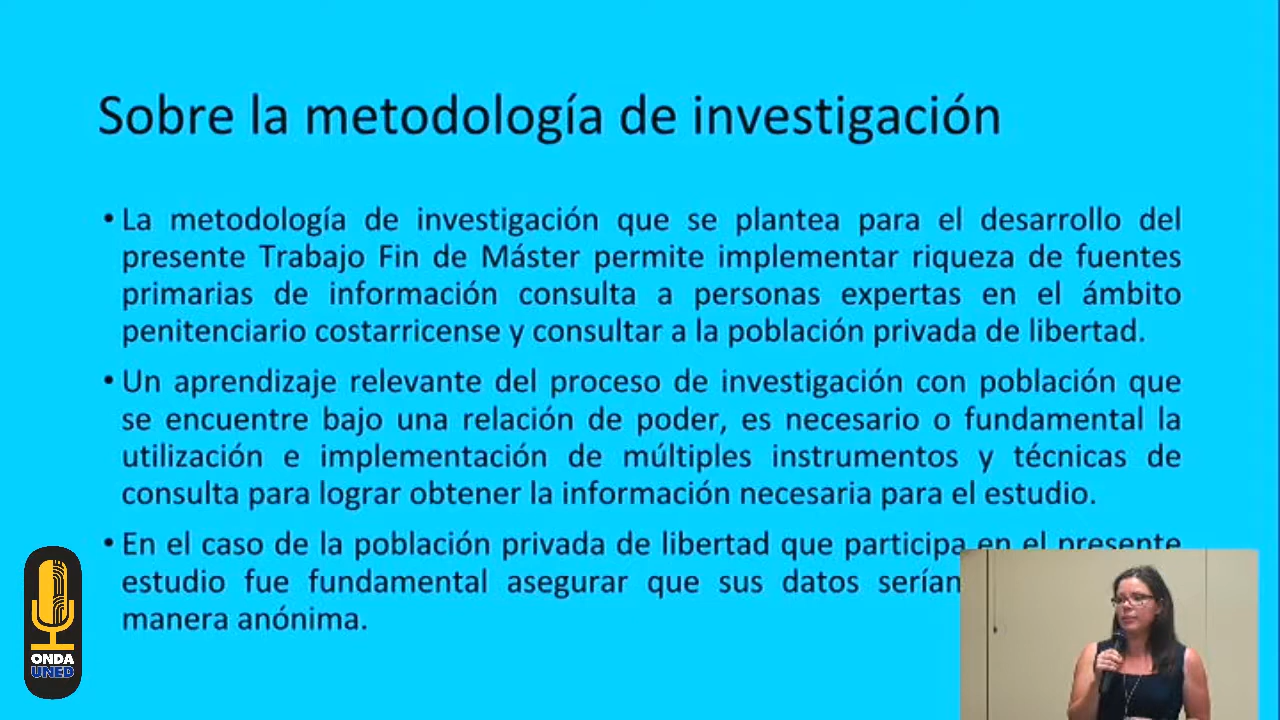 Sobre la metodología de investigación
• La metodología de investigación que se plantea para el desarrollo del
presente Trabajo Fin de Máster permite implementar riqueza de fuentes
primarias de información consulta a personas expertas en el ámbito
penitenciario costarricense y consultar a la población privada de libertad.
• Un aprendizaje relevante del proceso de investigación con población que
se encuentre bajo una relación de poder, es necesario o fundamental la
utilización e implementación de múltiples instrumentos y técnicas de
consulta para lograr obtener la información necesaria para el estudio.
• En el caso de la población privada de libertad que participa en el presente
estudio fue fundamental asegurar que sus datos serían
manera anónima.
ONDA
UNED